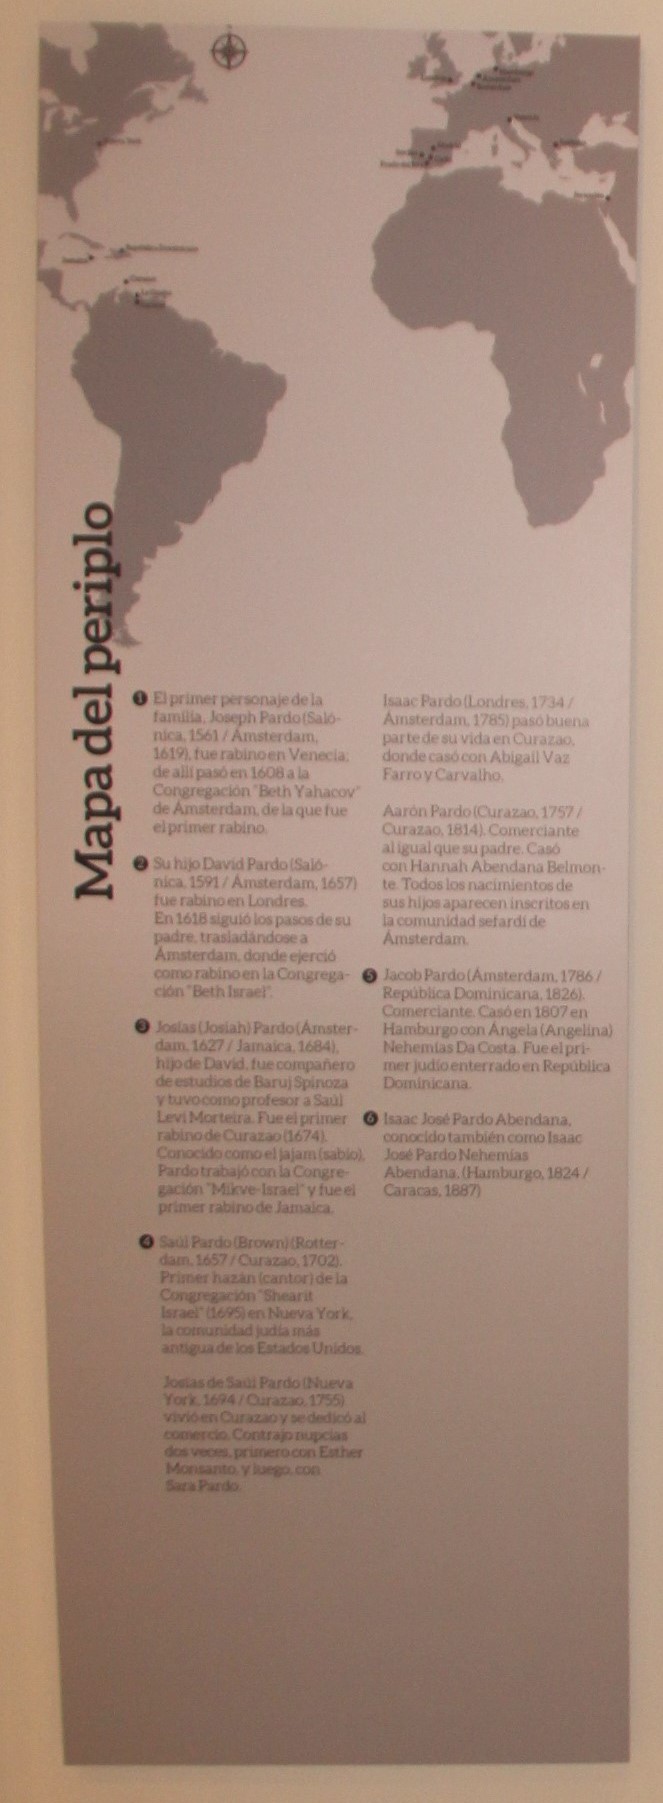 Mapa del periplo
1 El primer personaje de la
familia, Joseph Pardo (Saló-
nica, 1561 / Ámsterdam,
1619), fue rabino en Venecia;
de allí pasó en 1608 a la
Congregación "Beth Yahacov"
de Ámsterdam, de la que fue
el primer rabino.
2 Su hijo David Pardo (Saló-
nica, 1591 / Ámsterdam, 1657)
fue rabino en Londres.
En 1618 siguió los pasos de su
padre, trasladándose a
Ámsterdam, donde ejerció
como rabino en la Congrega-
ción "Beth Israel".
3 Josías (Josiah) Pardo (Ámster-
dam, 1627 / Jamaica, 1684),
hijo de David, fue compañero
de estudios de Baruj Spinoza
y tuvo como profesor a Saúl
Levi Morteira. Fue el primer
rabino de Curazao (1674).
Conocido como el jajam (sabio),
Pardo trabajó con la Congre-
gación "Mikve-Israel" y fue el
primer rabino de Jamaica.
4 Saúl Pardo (Brown) (Rotter-
dam, 1657 / Curazao, 1702).
Primer hazán (cantor) de la
Congregación "Shearit
Israel" (1695) en Nueva York,
la comunidad judía más
antigua de los Estados Unidos.
Josías de Saúl Pardo (Nueva
York, 1694 / Curazao, 1755)
vivió en Curazao y se dedicó al
comercio. Contrajo nupcias
dos veces, primero con Esther
Monsanto, y luego, con
Sara Pardo.
Isaac Pardo (Londres, 1734 /
Ámsterdam, 1785) pasó buena
parte de su vida en Curazao,
donde casó con Abigail Vaz
Farro y Carvalho.
Aarón Pardo (Curazao, 1757 /
Curazao, 1814). Comerciante
al igual que su padre. Casó
con Hannah Abendana Belmon-
te. Todos los nacimientos de
sus hijos aparecen inscritos en
la comunidad sefardí de
Ámsterdam.
5 Jacob Pardo (Ámsterdam, 1786 /
República Dominicana, 1826).
Comerciante. Casó en 1807 en
Hamburgo con Ángela (Angelina)
Nehemías Da Costa. Fue el pri-
mer judío enterrado en República
Dominicana.
6 Isaac José Pardo Abendana,
conocido también como Isaac
José Pardo Nehemías
Abendana, (Hamburgo, 1824 /
Caracas, 1887)